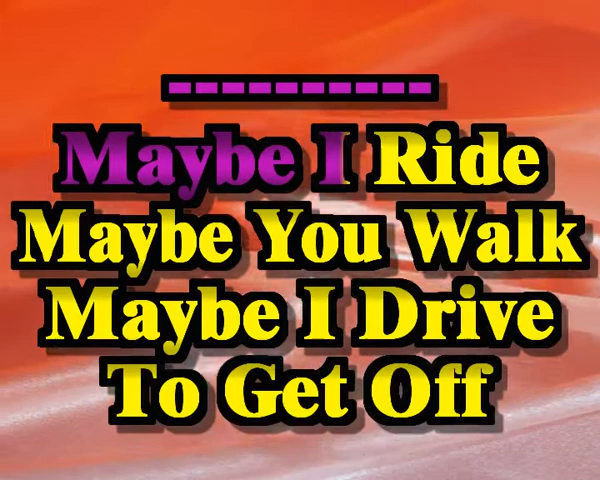 ----------
Maybe I Ride
Maybe You Walk
Maybe I Drive
To Get Off